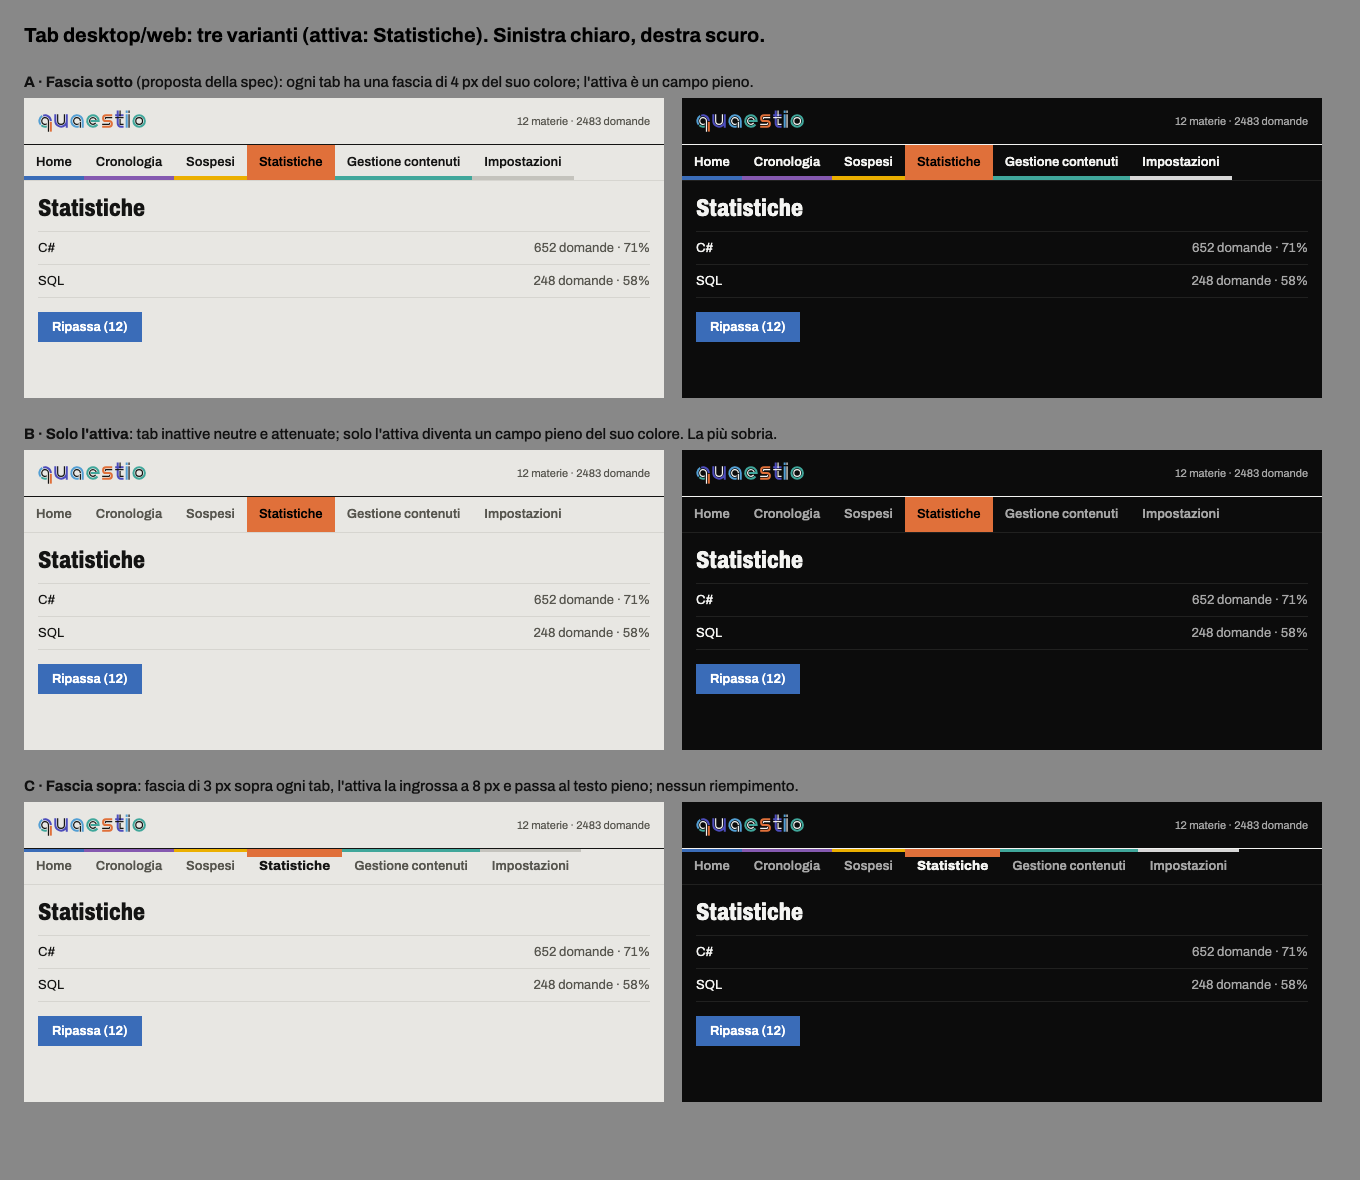 Tab desktop/web: tre varianti (attiva: Statistiche). Sinistra chiaro, destra scuro.
A · Fascia sotto (proposta della spec): ogni tab ha una fascia di 4 px del suo colore; l'attiva è un campo pieno.
quaestio
12 materie · 2483 domande
Home Cronologia Sospesi Statistiche Gestione contenuti Impostazioni
Statistiche
C# 652 domande · 71%
SQL 248 domande · 58%
Ripassa (12)
quaestio
12 materie · 2483 domande
Home Cronologia Sospesi Statistiche Gestione contenuti Impostazioni
Statistiche
C# 652 domande · 71%
SQL 248 domande · 58%
Ripassa (12)
B · Solo l'attiva: tab inattive neutre e attenuate; solo l'attiva diventa un campo pieno del suo colore. La più sobria.
quaestio
12 materie · 2483 domande
Home Cronologia Sospesi Statistiche Gestione contenuti Impostazioni
Statistiche
C# 652 domande · 71%
SQL 248 domande · 58%
Ripassa (12)
quaestio
12 materie · 2483 domande
Home Cronologia Sospesi Statistiche Gestione contenuti Impostazioni
Statistiche
C# 652 domande · 71%
SQL 248 domande · 58%
Ripassa (12)
C · Fascia sopra: fascia di 3 px sopra ogni tab, l'attiva la ingrossa a 8 px e passa al testo pieno; nessun riempimento.
quaestio
12 materie · 2483 domande
Home Cronologia Sospesi Statistiche Gestione contenuti Impostazioni
Statistiche
C# 652 domande · 71%
SQL 248 domande · 58%
Ripassa (12)
quaestio
12 materie · 2483 domande
Home Cronologia Sospesi Statistiche Gestione contenuti Impostazioni
Statistiche
C# 652 domande · 71%
SQL 248 domande · 58%
Ripassa (12)